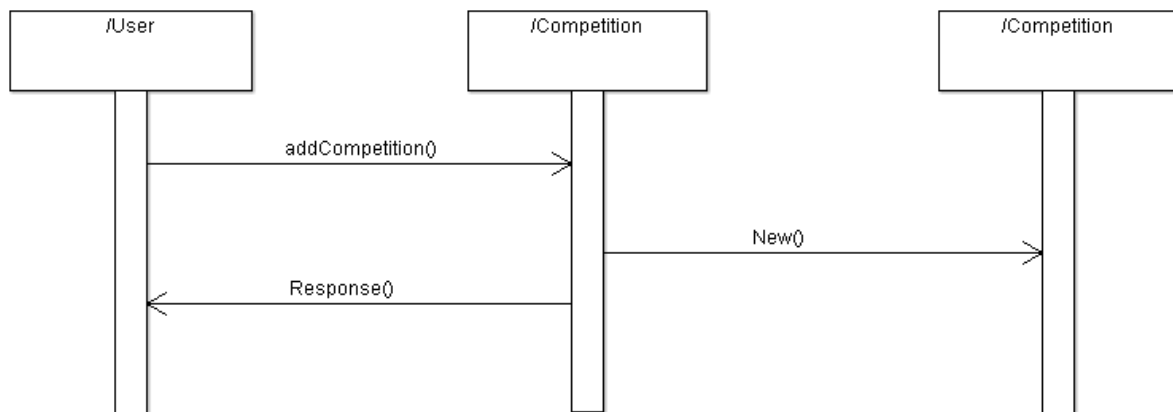 /User
/Competition
/Competition
addCompetition()
New()
Response()